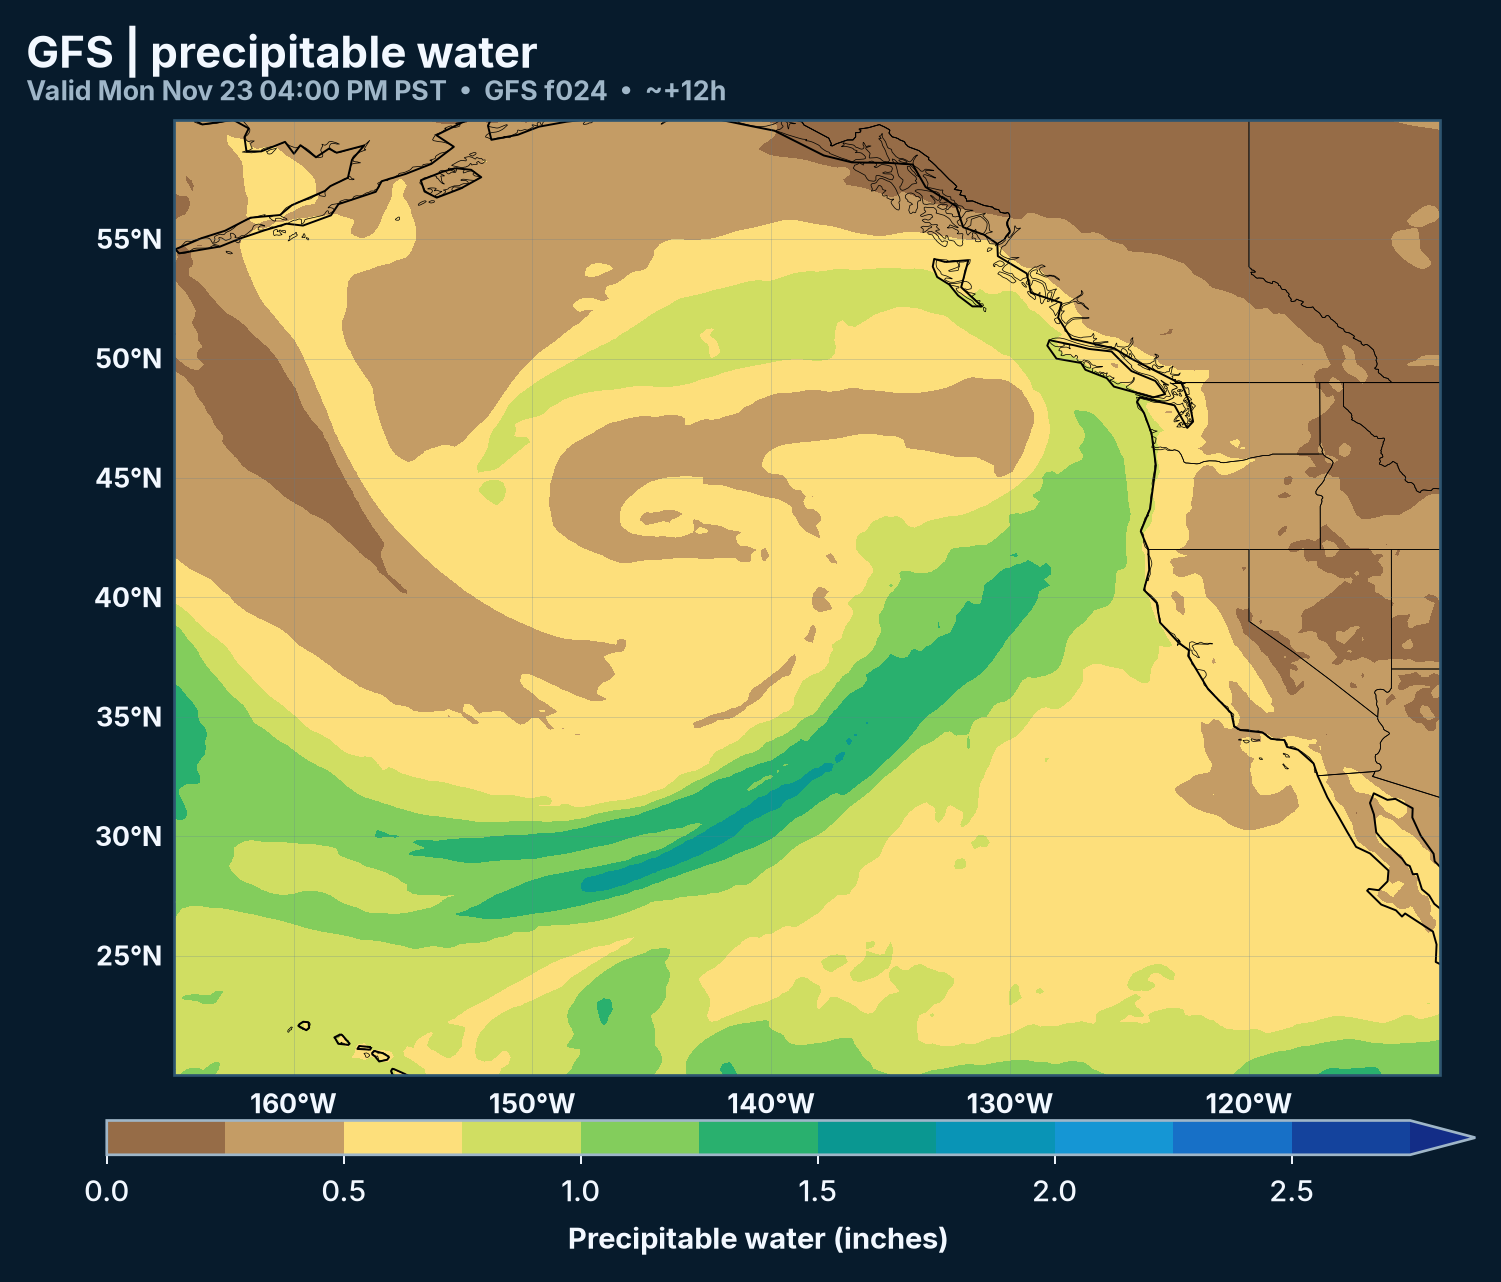 GFS | precipitable water
Valid Mon Nov 23 04:00 PM PST • GFS f024 • ~+12h
55°N
50°N
45°N
40°N
35°N
30°N
25°N
160°W 150°W 140°W 130°W 120°W
0.0 0.5 1.0 1.5 2.0 2.5
Precipitable water (inches)